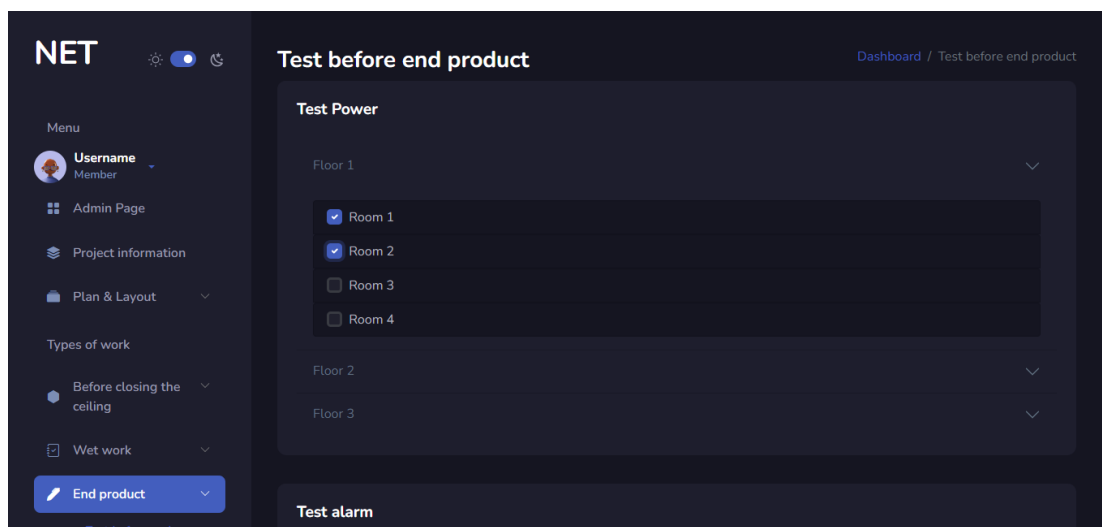 NET
Menu
Username
Member
Admin Page
Project information
Plan & Layout
Types of work
Before closing the
ceiling
Wet work
End product
Test before end product
Dashboard / Test before end product
Test Power
Floor 1
Room 1
Room 2
Room 3
Room 4
Floor 2
Floor 3
Test alarm